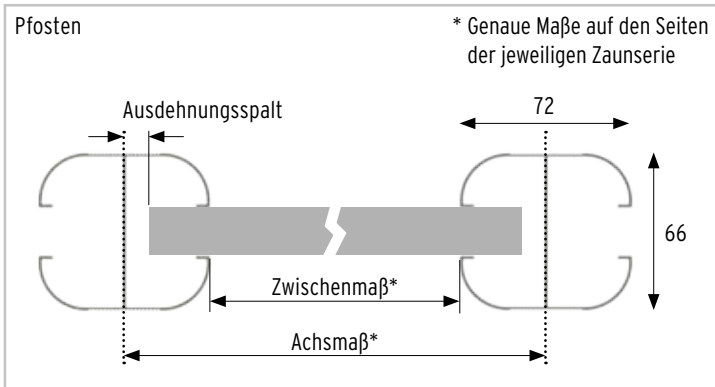 Pfosten
* Genaue Maße auf den Seiten
der jeweiligen Zaunserie
Ausdehnungsspalt
72
66
Zwischenmaß*
Achsmaß*